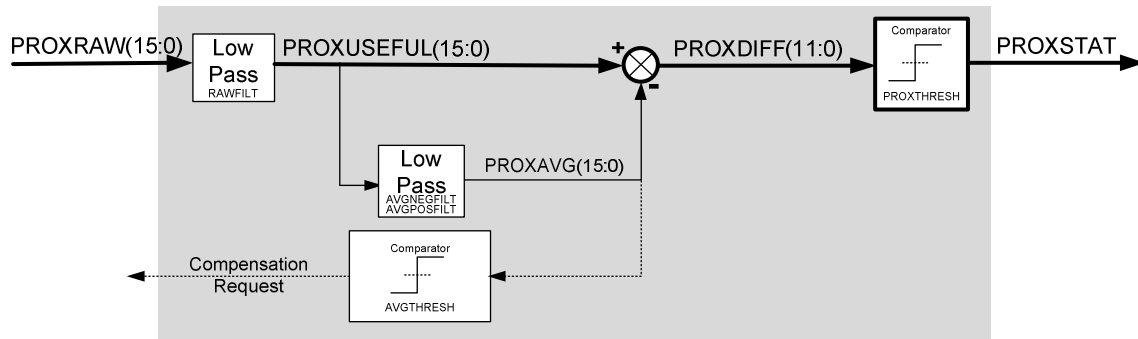 PROXRAW(15:0)
Low
Pass
RAWFILT
PROXUSEFUL(15:0)
+
-
PROXDIFF(11:0)
Comparator
PROXTHRESH
PROXSTAT
Low
Pass
AVGNEGFILT
AVGPOSFILT
PROXAVG(15:0)
Compensation
Request
Comparator
AVGTHRESH